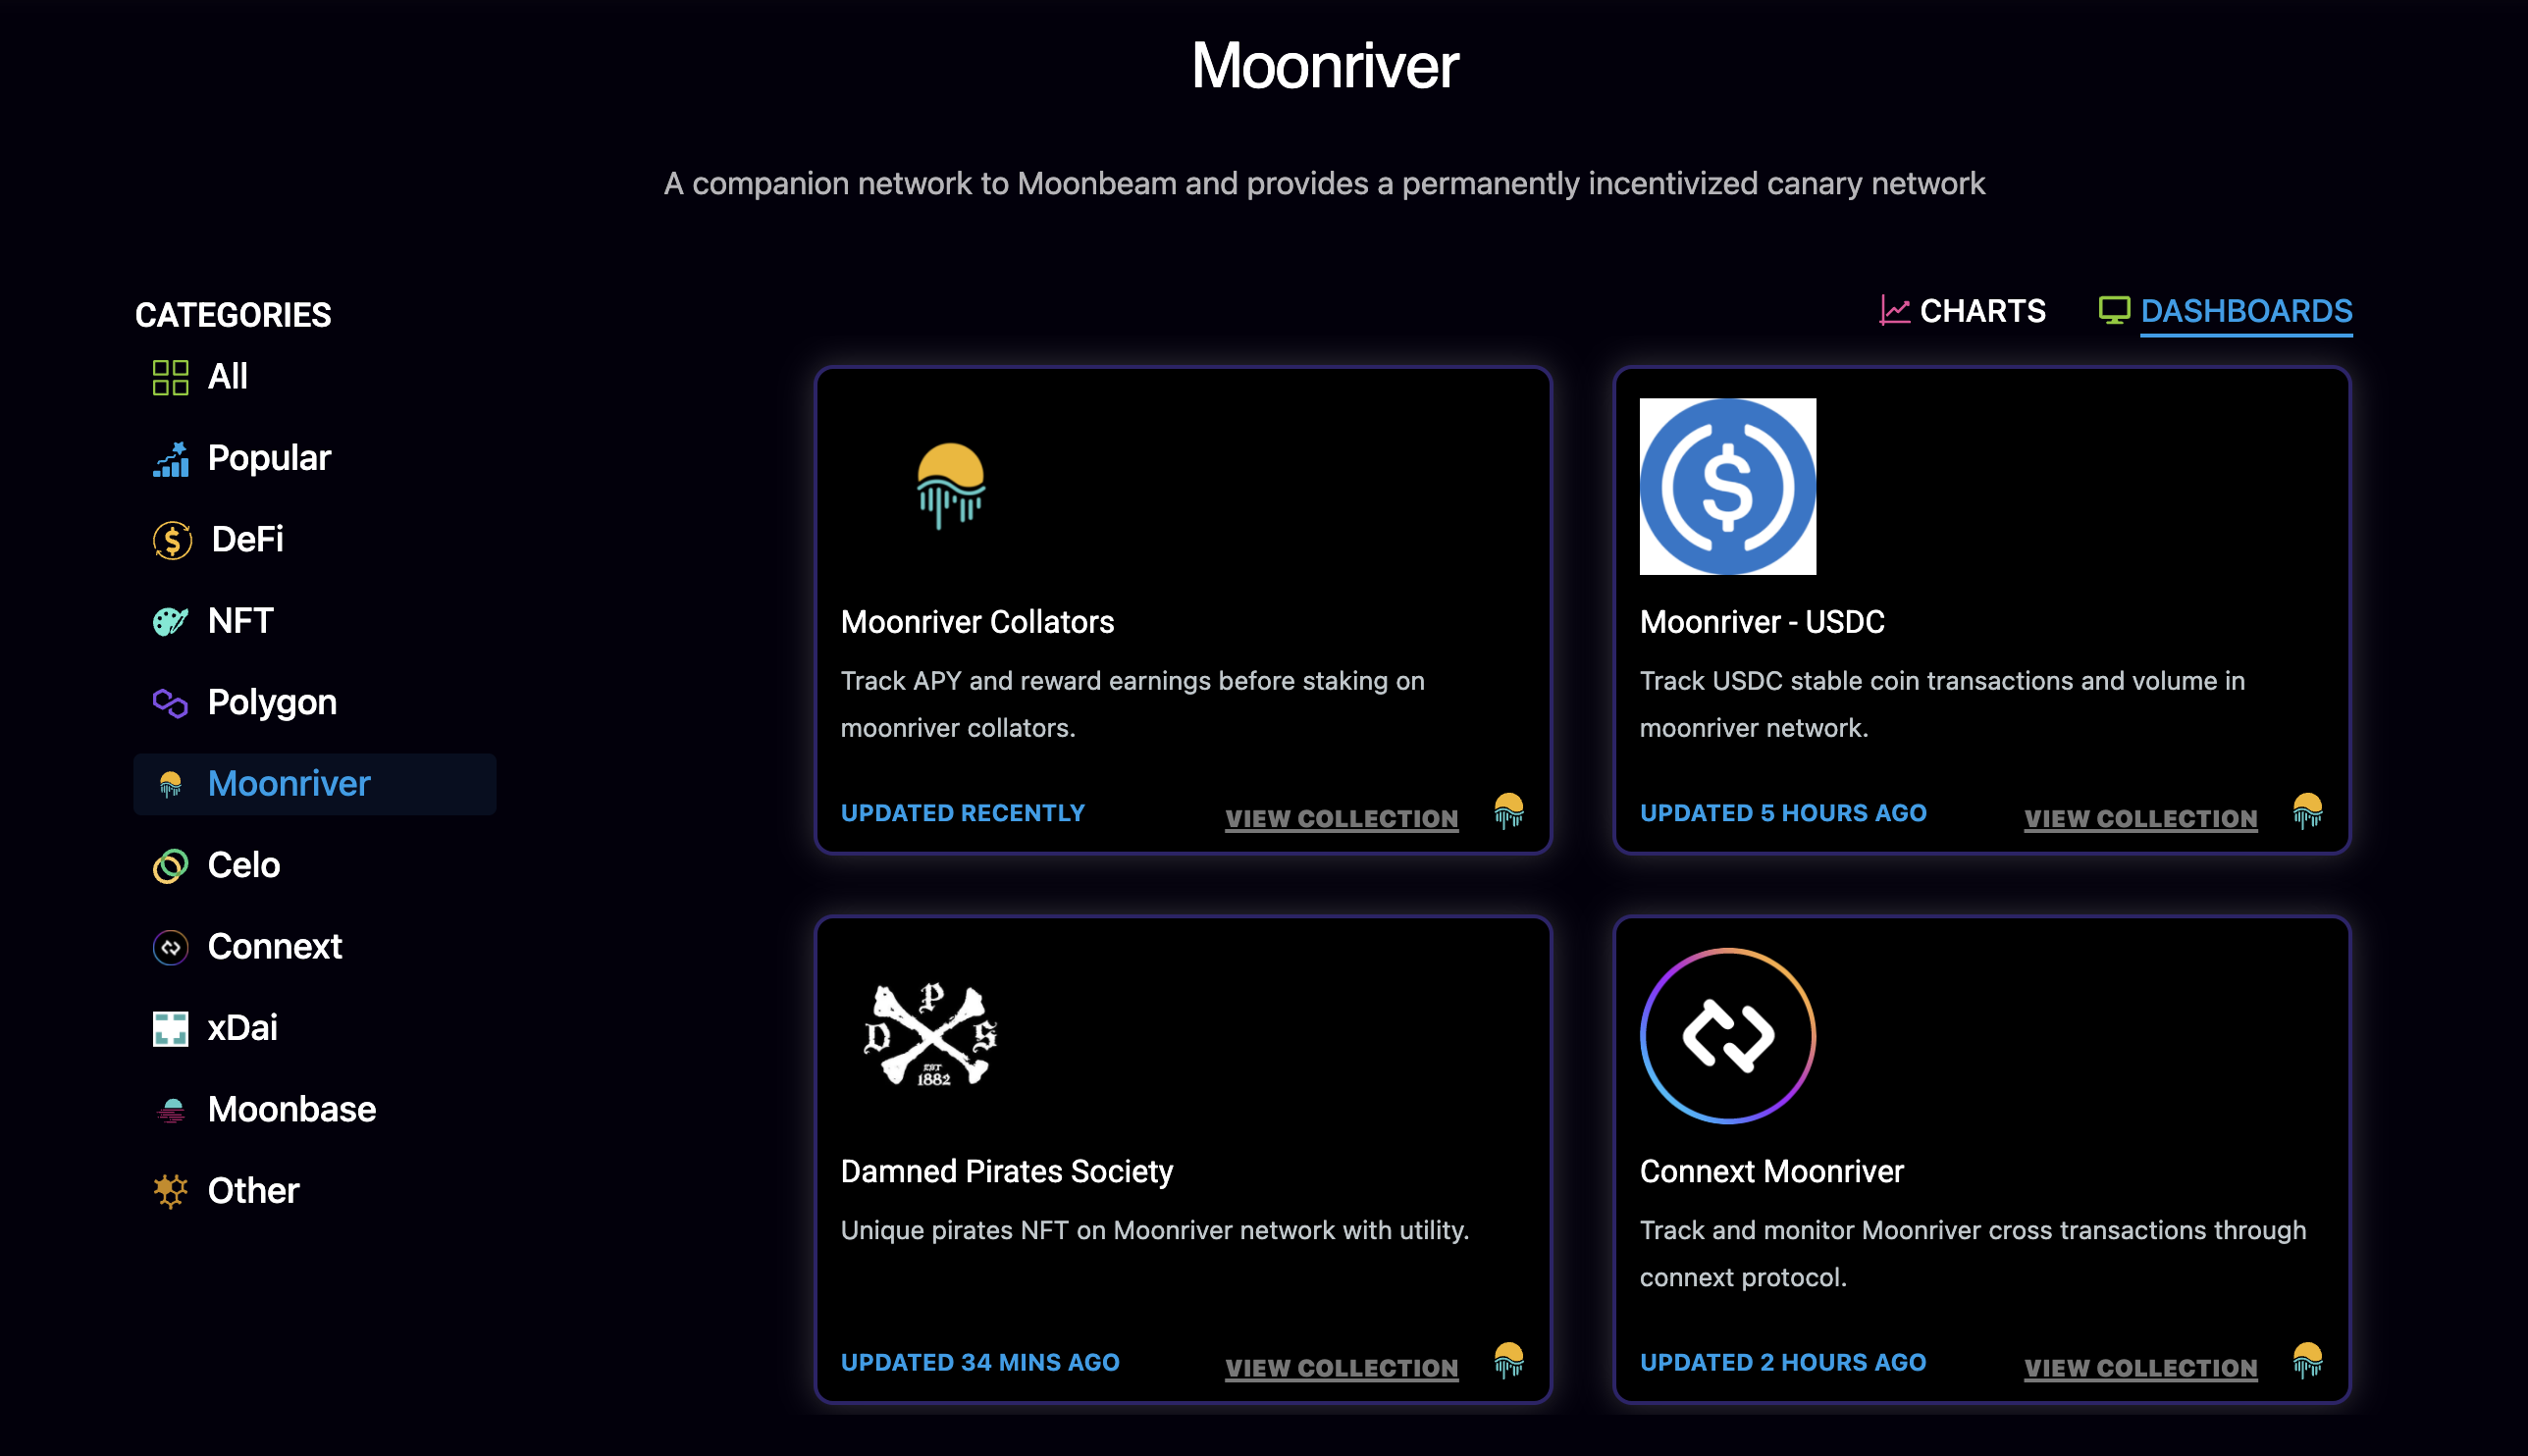 Moonriver
A companion network to Moonbeam and provides a permanently incentivized canary network
CATEGORIES
All
Popular
DeFi
NFT
Polygon
Moonriver
Celo
Connext
xDai
Moonbase
Other
CHARTS
DASHBOARDS
Moonriver Collators
Track APY and reward earnings before staking on
moonriver collators.
UPDATED RECENTLY
VIEW COLLECTION
Moonriver - USDC
Track USDC stable coin transactions and volume in
moonriver network.
UPDATED 5 HOURS AGO
VIEW COLLECTION
P
D S
EST
1882
Damned Pirates Society
Unique pirates NFT on Moonriver network with utility.
UPDATED 34 MINS AGO
VIEW COLLECTION
Connext Moonriver
Track and monitor Moonriver cross transactions through
connext protocol.
UPDATED 2 HOURS AGO
VIEW COLLECTION